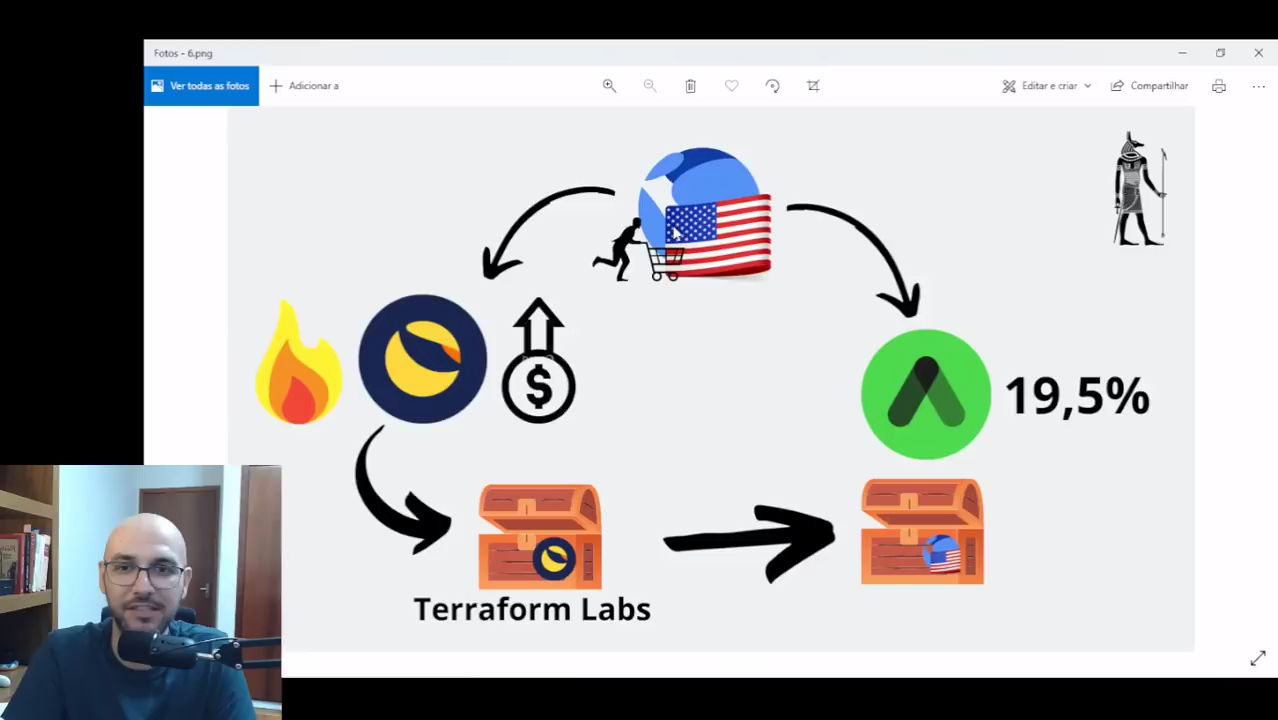 Fotos - 6.png
Ver todas as fotos
Adicionar a
Editar e criar
Compartilhar
$
19,5%
Terraform Labs